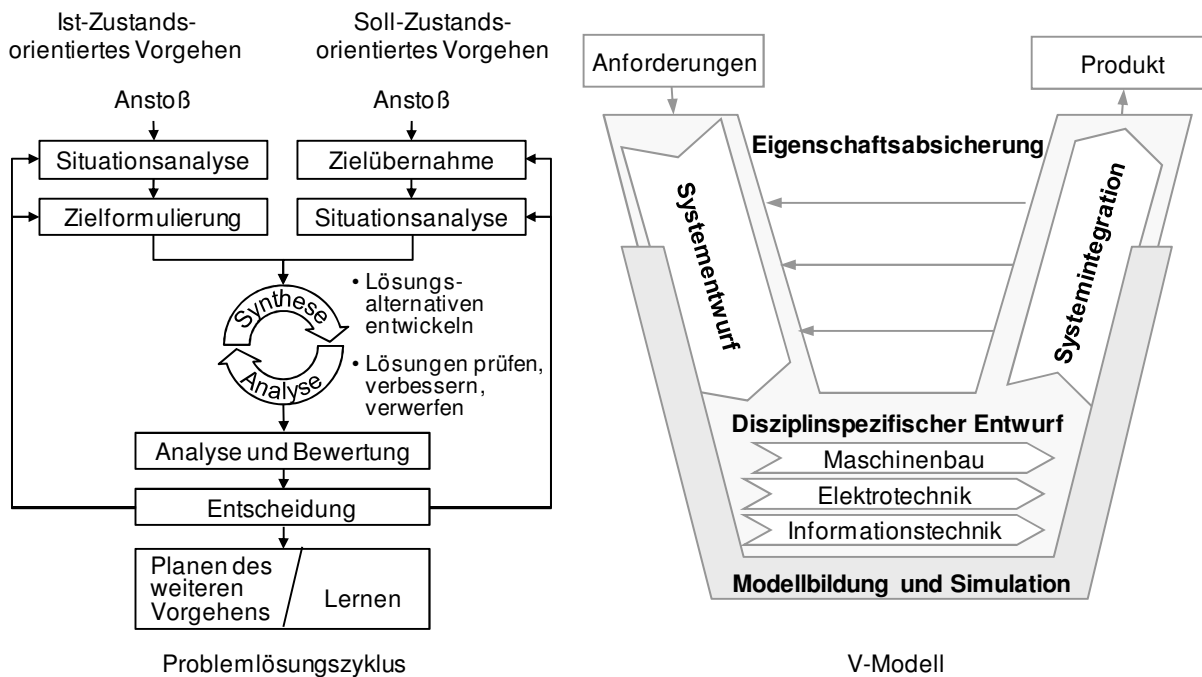 Ist-Zustands-
orientiertes Vorgehen
Soll-Zustands-
orientiertes Vorgehen
Anstoß
Anstoß
Situationsanalyse
Zielübernahme
Zielformulierung
Situationsanalyse
Synthese
Analyse
• Lösungs-
alternativen
entwickeln
• Lösungen prüfen,
verbessern,
verwerfen
Analyse und Bewertung
Entscheidung
Planen des
weiteren
Vorgehens
Lernen
Problemlösungszyklus
Anforderungen
Produkt
Eigenschaftsabsicherung
Systementwurf
Systemintegration
Disziplinspezifischer Entwurf
Maschinenbau
Elektrotechnik
Informationstechnik
Modellbildung und Simulation
V-Modell